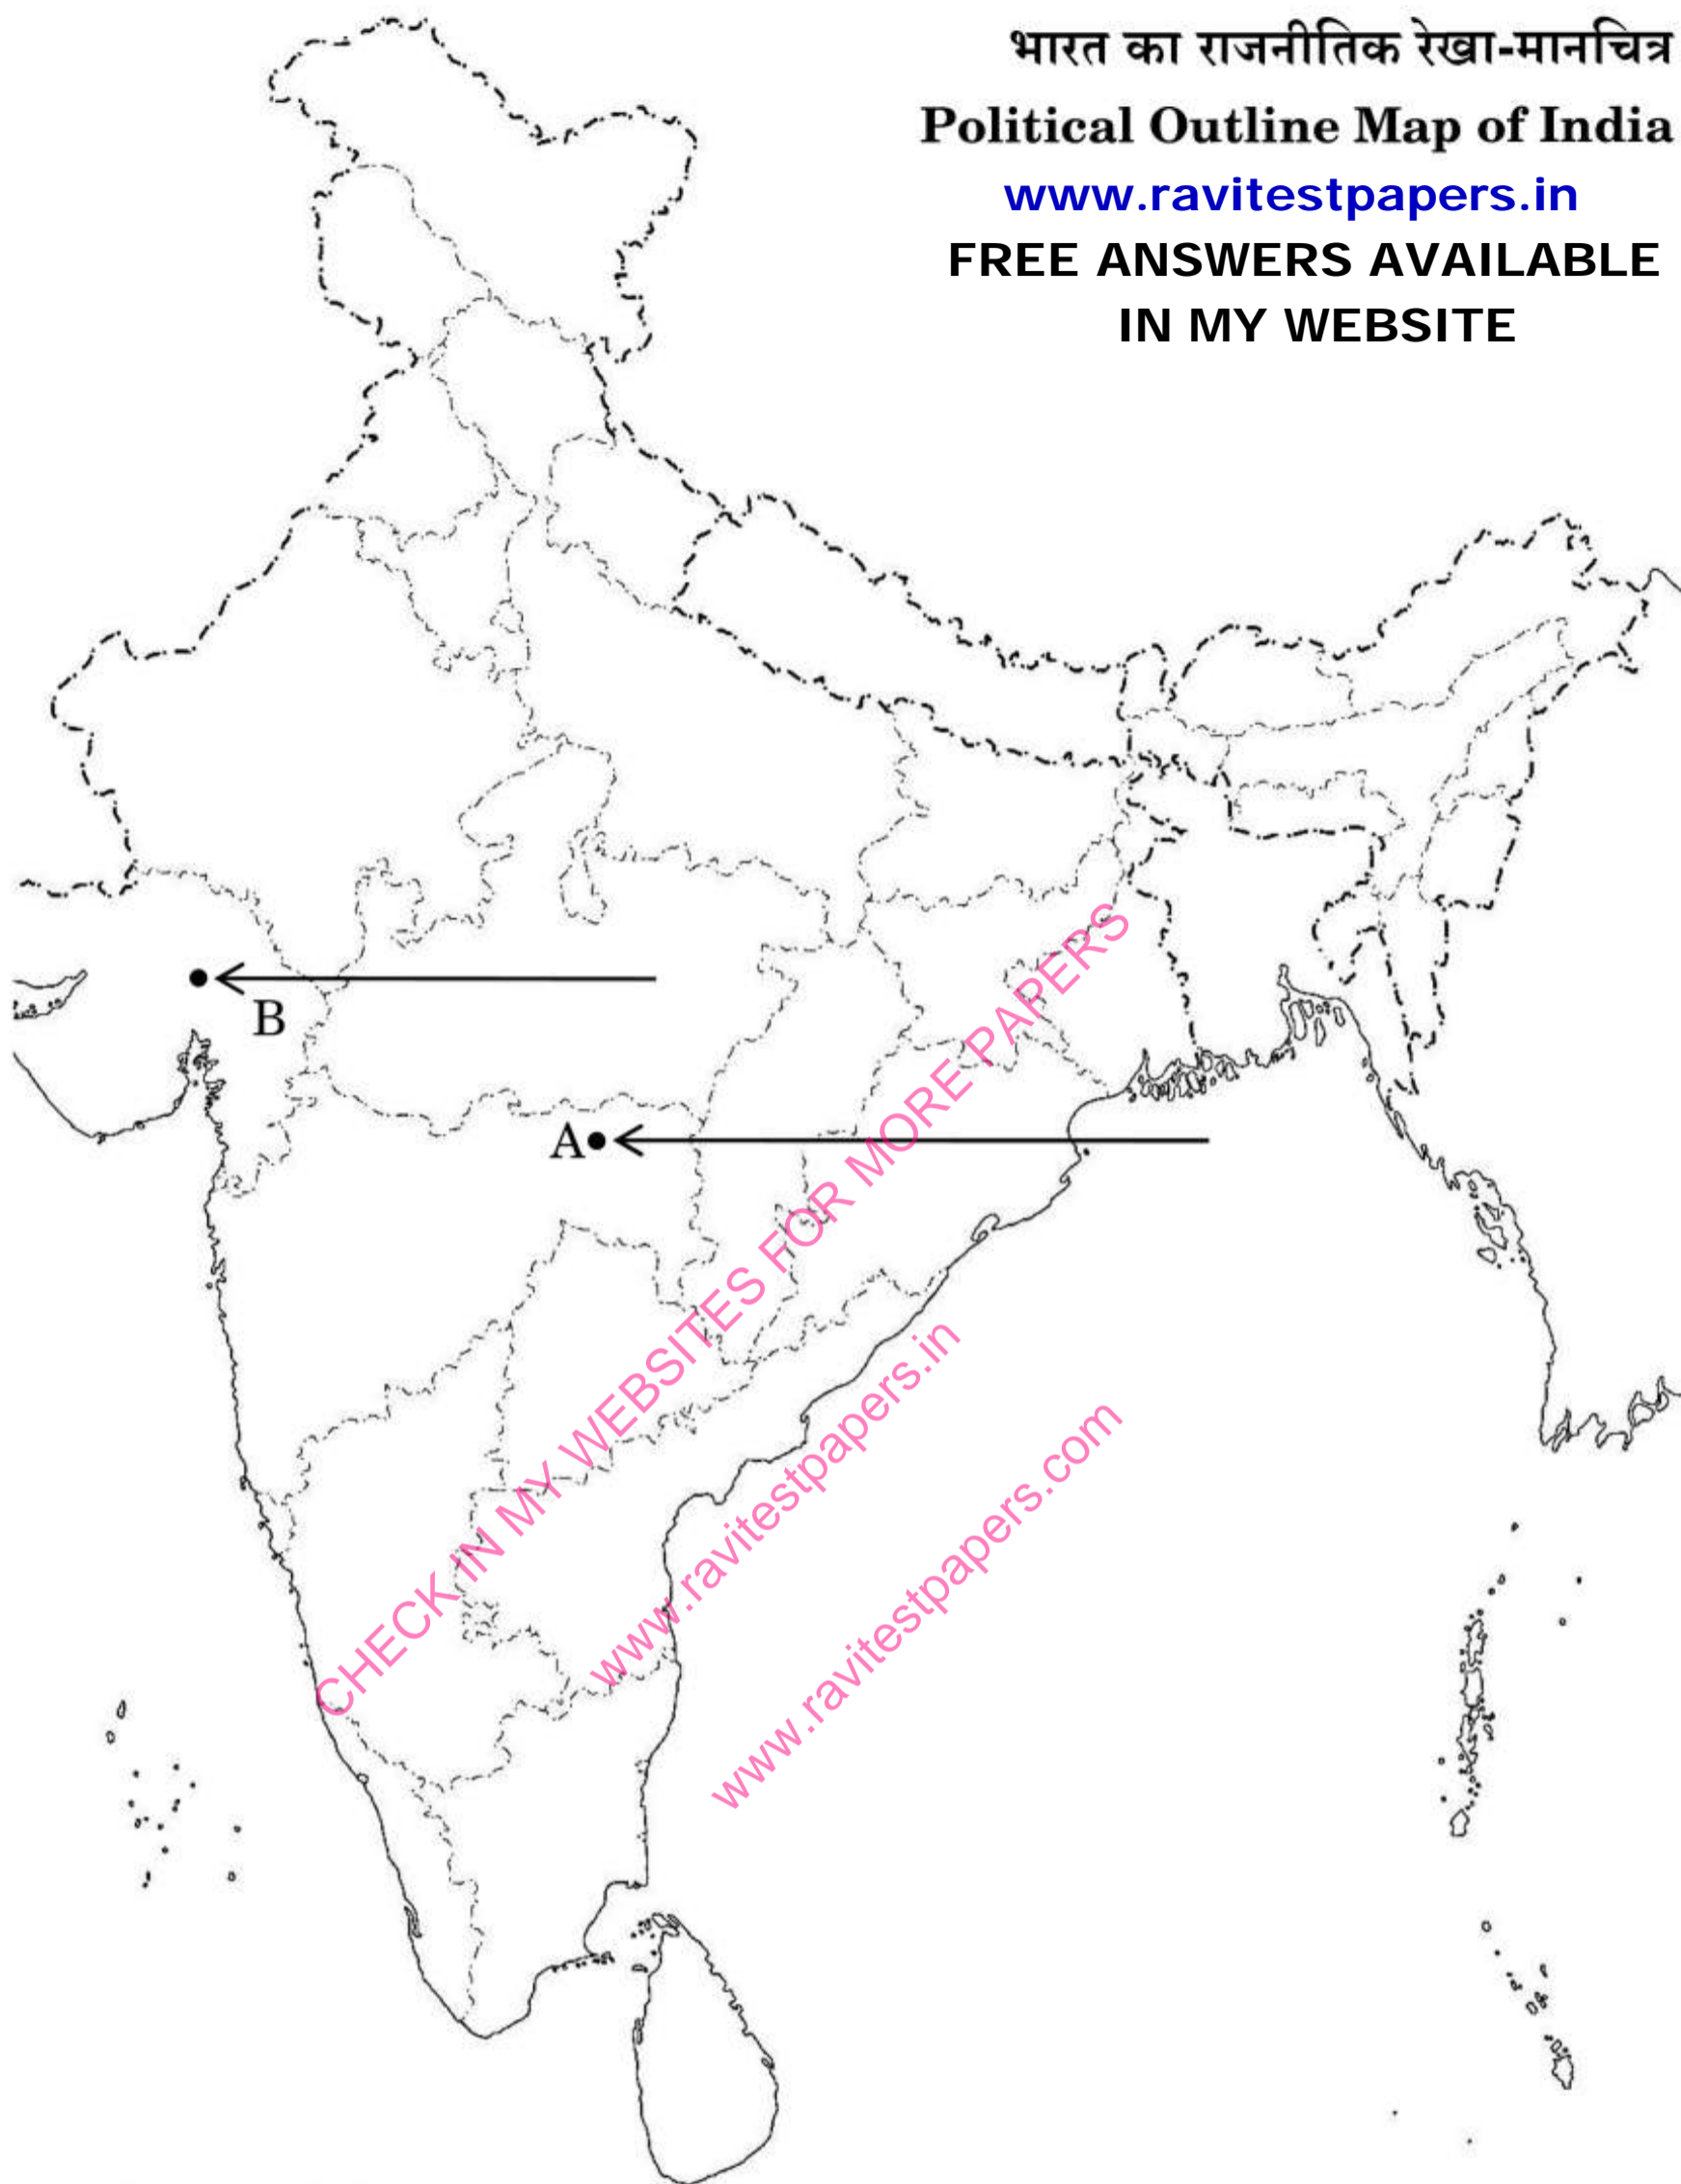 भारत का राजनीतिक रेखा-मानचित्र
Political Outline Map of India
www.ravitestpapers.in
FREE ANSWERS AVAILABLE
IN MY WEBSITE
B
A
CHECK IN MY WEBSITES FOR MORE PAPERS
www.ravitestpapers.in
www.ravitestpapers.com